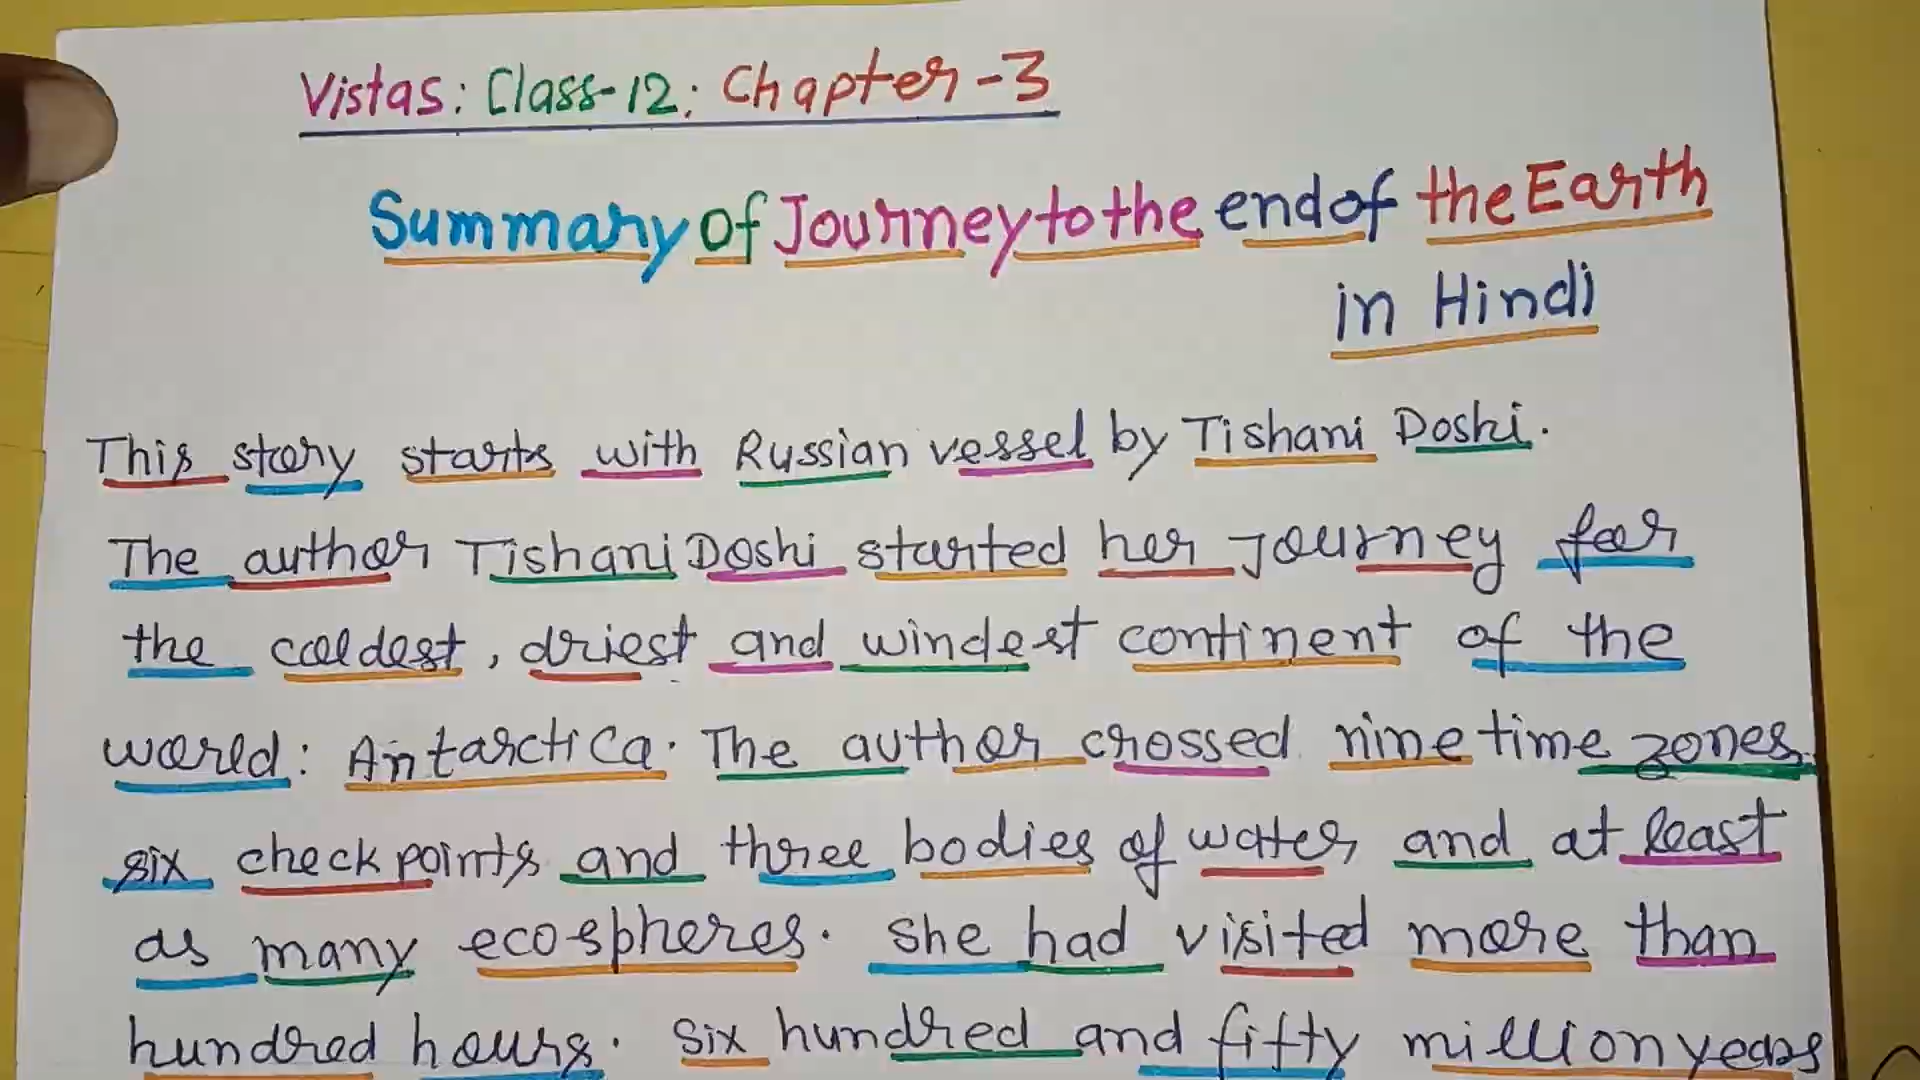 Vistas: Class-12: Chapter-3
Summary of Journey to the end of the Earth
in Hindi
This story starts with Russian vessel by Tishani Doshi.
The author Tishani Doshi started her Journey for
the coldest, driest and windest continent of the
world: Antarctica. The author crossed nine time zones
six check points and three bodies of water and at least
as many ecospheres. She had visited more than
hundred hours. Six hundred and fifty million years